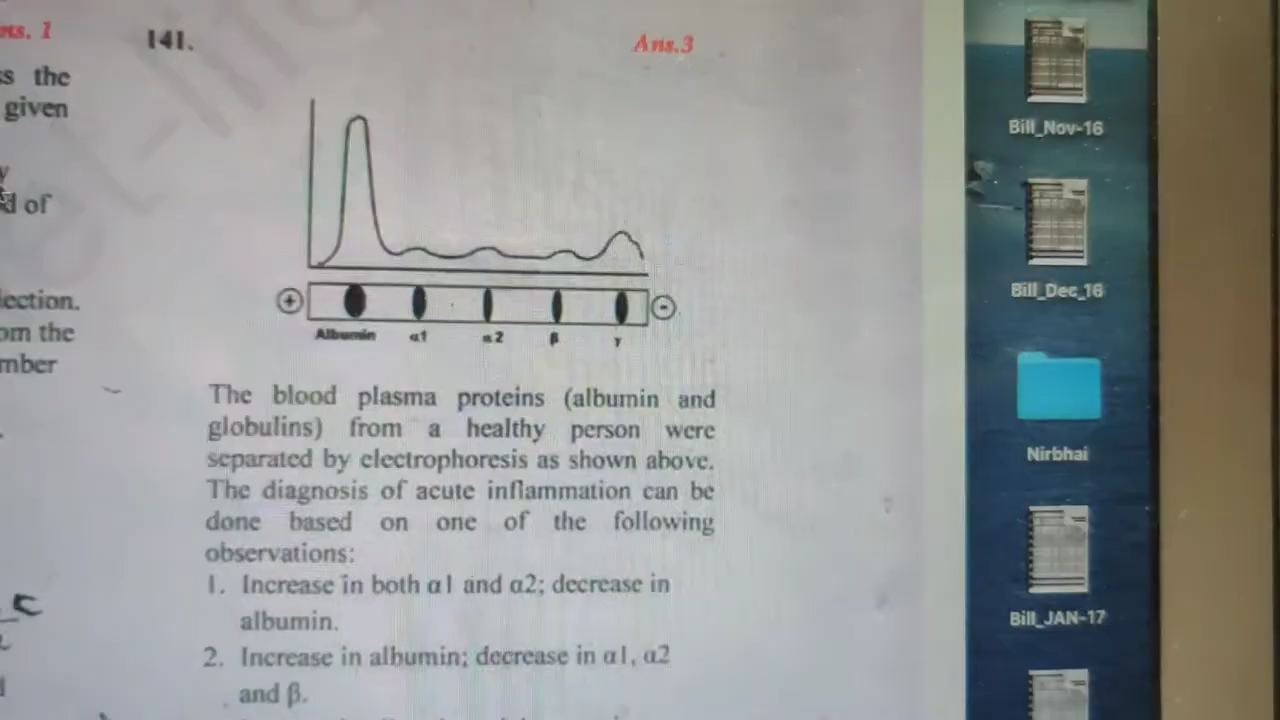 ns. 1
141.
Ans.3
s the
given
d of
lection.
om the
mber
Albumin α1 α2 β γ
The blood plasma proteins (albumin and
globulins) from a healthy person were
separated by electrophoresis as shown above.
The diagnosis of acute inflammation can be
done based on one of the following
observations:
1. Increase in both α1 and α2; decrease in
albumin.
2. Increase in albumin; decrease in α1, α2
and β.
Bill_Nov-16
Bill_Dec_16
Nirbhai
Bill_JAN-17